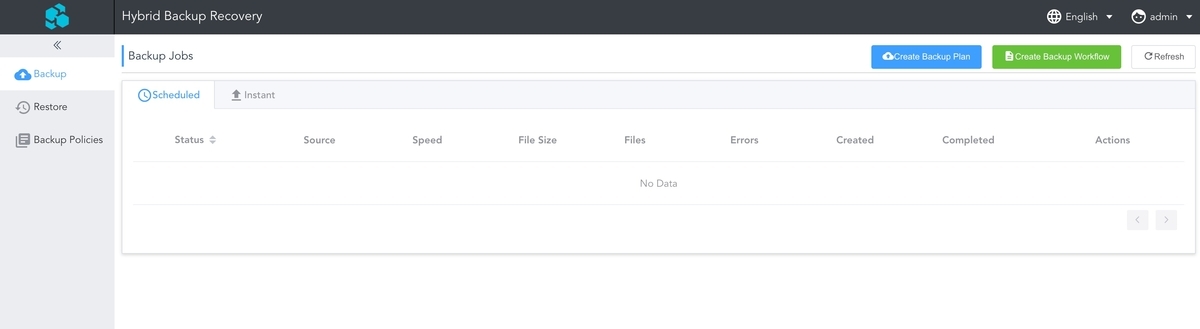 Hybrid Backup Recovery
English
admin
Backup
Restore
Backup Policies
Backup Jobs
Create Backup Plan
Create Backup Workflow
Refresh
Scheduled
Instant
Status Source Speed File Size Files Errors Created Completed Actions
No Data